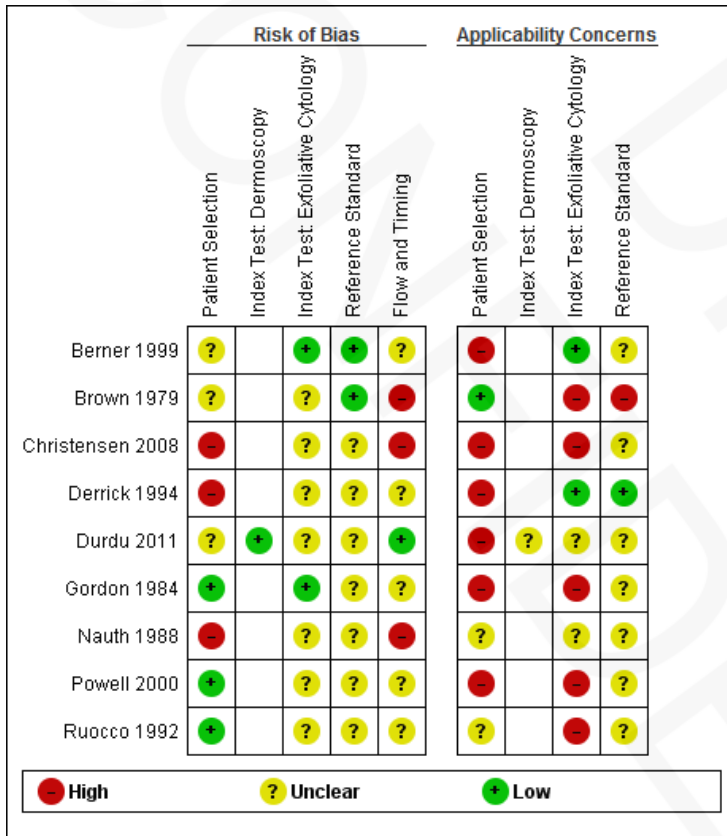 Risk of Bias Applicability Concerns
Patient Selection
Index Test: Dermoscopy
Index Test: Exfoliative Cytology
Reference Standard
Flow and Timing
Patient Selection
Index Test: Dermoscopy
Index Test: Exfoliative Cytology
Reference Standard
Berner 1999 ? + + ? - + ?
Brown 1979 ? ? + - + - -
Christensen 2008 - ? ? - - - ?
Derrick 1994 - ? ? ? - + +
Durdu 2011 ? + ? ? + - ? ? ?
Gordon 1984 + + ? ? - - ?
Nauth 1988 - ? ? - ? ? ?
Powell 2000 + ? ? ? - - ?
Ruocco 1992 + ? ? ? ? - ?
- High ? Unclear + Low